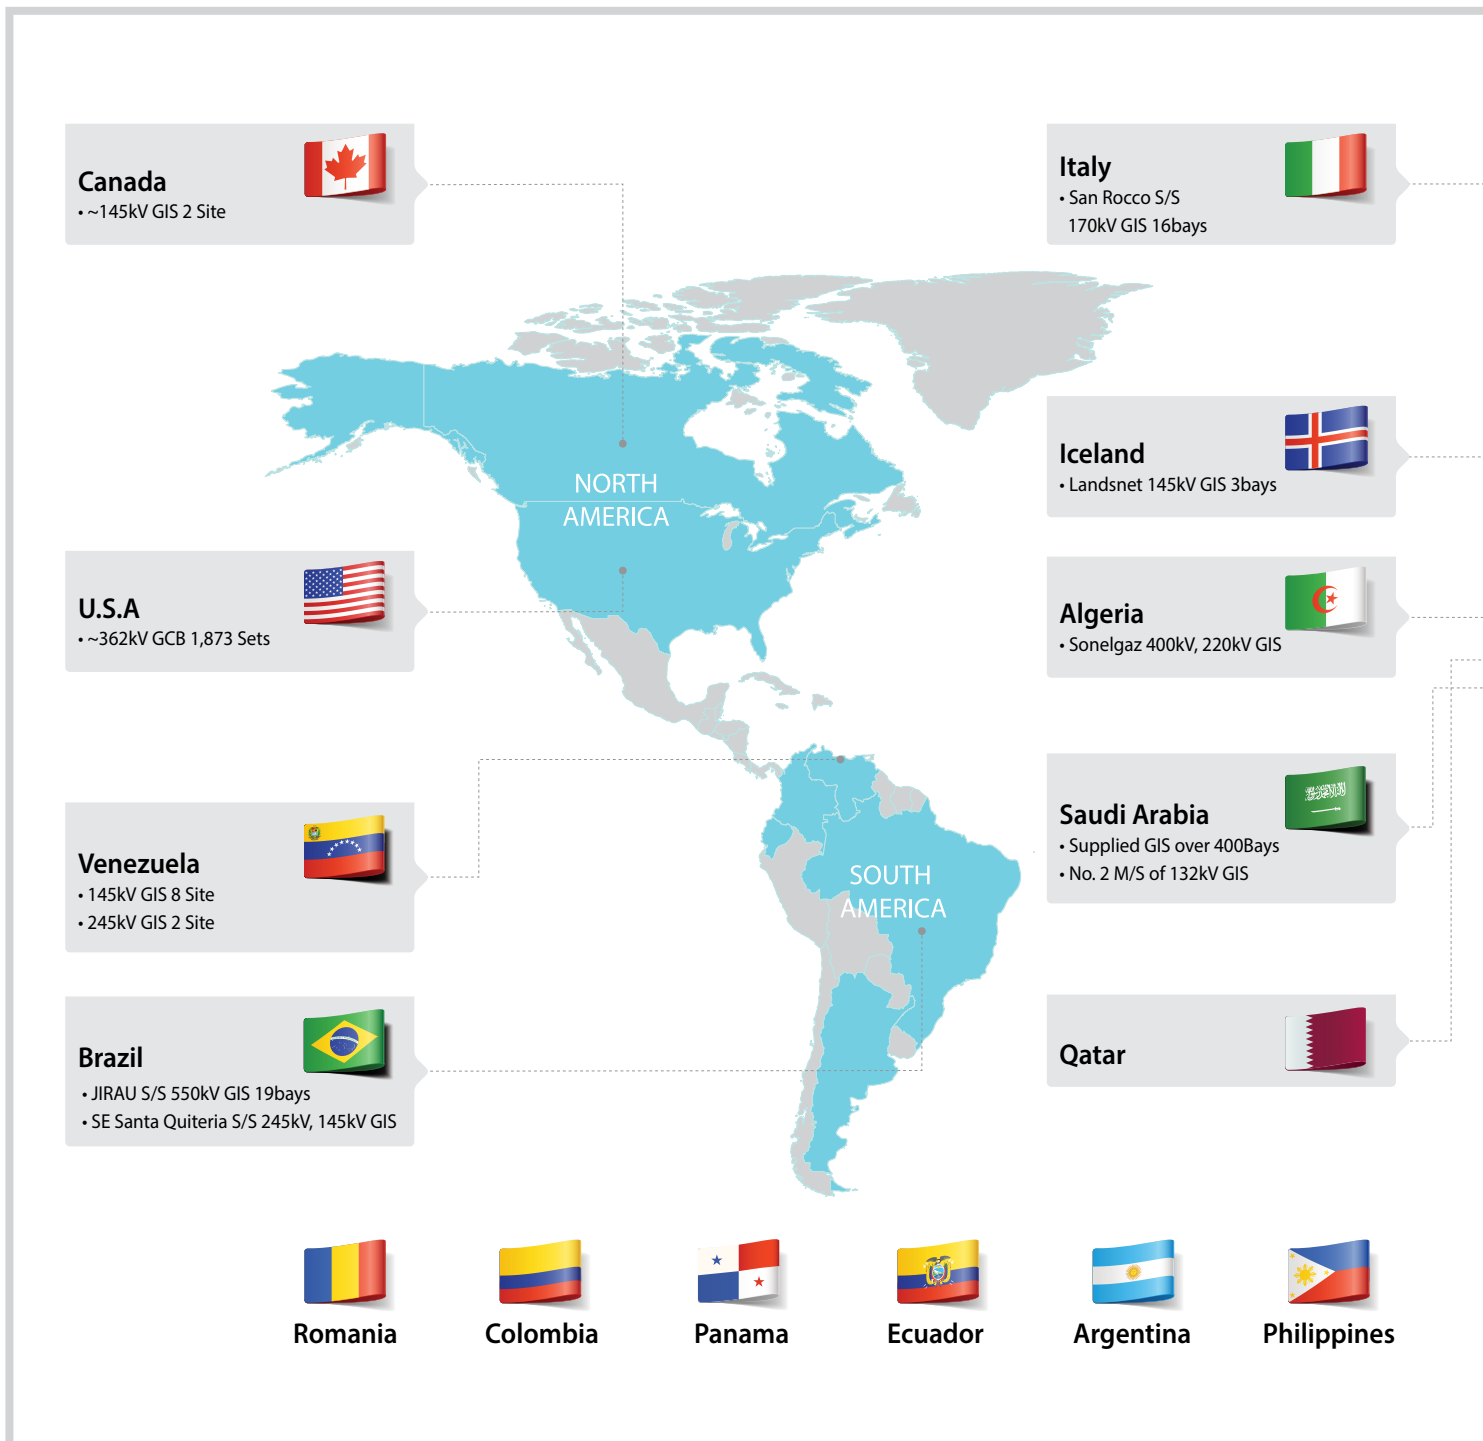 Canada
• ~145kV GIS 2 Site
U.S.A
• ~362kV GCB 1,873 Sets
Venezuela
• 145kV GIS 8 Site
• 245kV GIS 2 Site
Brazil
• JIRAU S/S 550kV GIS 19bays
• SE Santa Quiteria S/S 245kV, 145kV GIS
NORTH
AMERICA
SOUTH
AMERICA
Italy
• San Rocco S/S
170kV GIS 16bays
Iceland
• Landsnet 145kV GIS 3bays
Algeria
• Sonelgaz 400kV, 220kV GIS
Saudi Arabia
• Supplied GIS over 400Bays
• No. 2 M/S of 132kV GIS
Qatar
Romania
Colombia
Panama
Ecuador
Argentina
Philippines